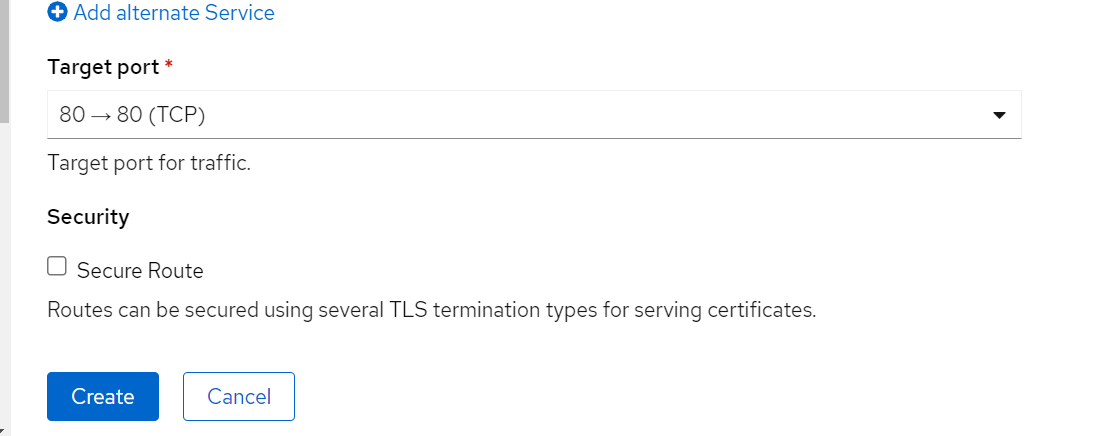 Add alternate Service
Target port *
80 → 80 (TCP)
Target port for traffic.
Security
Secure Route
Routes can be secured using several TLS termination types for serving certificates.
Create Cancel